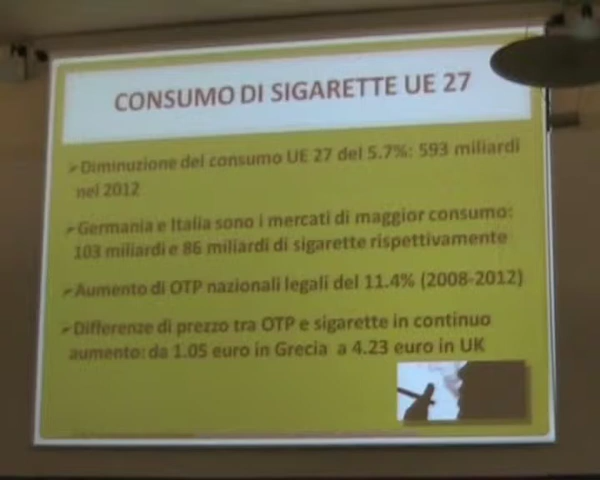 CONSUMO DI SIGARETTE UE 27
➢Diminuzione del consumo UE 27 del 5.7%: 593 miliardi
nel 2012
➢Germania e Italia sono i mercati di maggior consumo:
103 miliardi e 86 miliardi di sigarette rispettivamente
➢Aumento di OTP nazionali legali del 11.4% (2008-2012)
➢Differenze di prezzo tra OTP e sigarette in continuo
aumento: da 1.05 euro in Grecia a 4.23 euro in UK